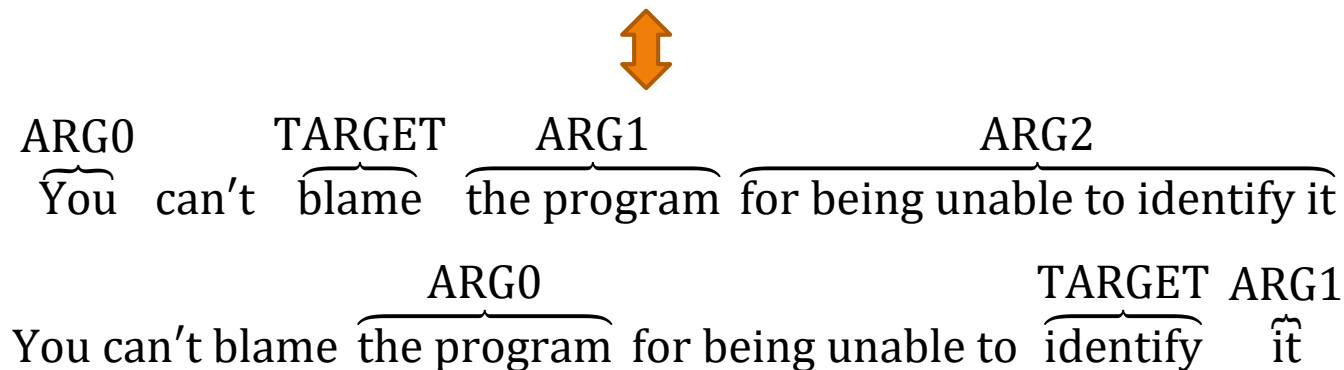 ARG0 TARGET ARG1 ARG2
You can't blame the program for being unable to identify it
ARG0 TARGET ARG1
You can't blame the program for being unable to identify it